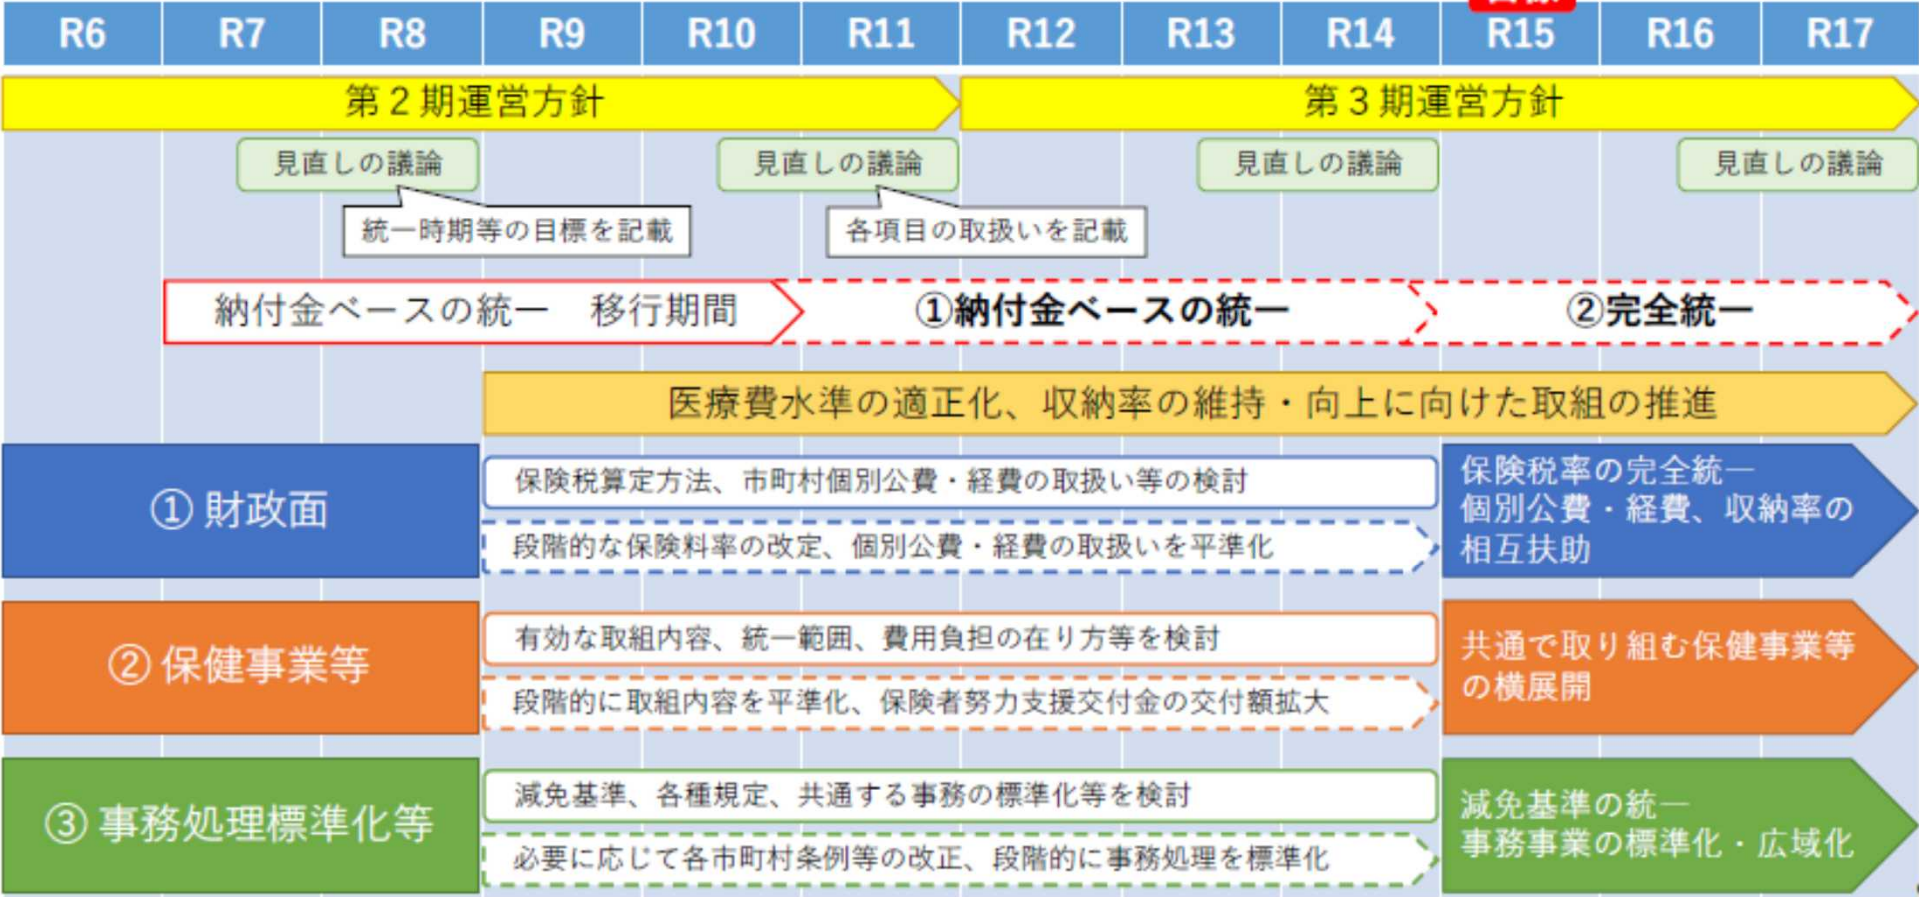 R6 R7 R8 R9 R10 R11 R12 R13 R14 R15 R16 R17
第２期運営方針 第３期運営方針
見直しの議論 見直しの議論 見直しの議論 見直しの議論
統一時期等の目標を記載 各項目の取扱いを記載
納付金ベースの統一　移行期間 ①納付金ベースの統一 ②完全統一
医療費水準の適正化、収納率の維持・向上に向けた取組の推進
① 財政面
保険税算定方法、市町村個別公費・経費の取扱い等の検討
段階的な保険料率の改定、個別公費・経費の取扱いを平準化
保険税率の完全統一
個別公費・経費、収納率の
相互扶助
② 保健事業等
有効な取組内容、統一範囲、費用負担の在り方等を検討
段階的に取組内容を平準化、保険者努力支援交付金の交付額拡大
共通で取り組む保健事業等
の横展開
③ 事務処理標準化等
減免基準、各種規定、共通する事務の標準化等を検討
必要に応じて各市町村条例等の改正、段階的に事務処理を標準化
減免基準の統一
事務事業の標準化・広域化